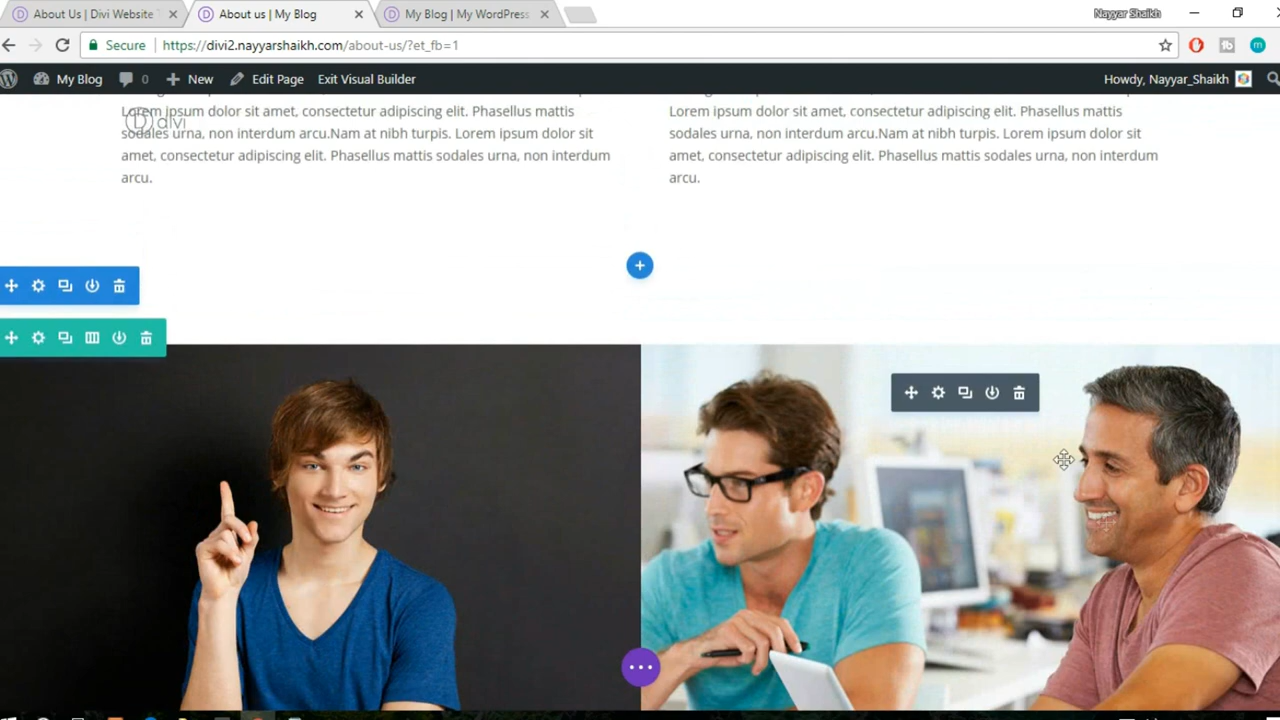 About Us | Divi Website
About us | My Blog
My Blog | My WordPress
Nayyar Shaikh
Secure
https://divi2.nayyarshaikh.com/about-us/?et_fb=1
My Blog
0
New
Edit Page
Exit Visual Builder
Howdy, Nayyar_Shaikh
Lorem ipsum dolor sit amet, consectetur adipiscing elit. Phasellus mattis
sodales urna, non interdum arcu.Nam at nibh turpis. Lorem ipsum dolor sit
amet, consectetur adipiscing elit. Phasellus mattis sodales urna, non interdum
arcu.
divi
Lorem ipsum dolor sit amet, consectetur adipiscing elit. Phasellus mattis
sodales urna, non interdum arcu.Nam at nibh turpis. Lorem ipsum dolor sit
amet, consectetur adipiscing elit. Phasellus mattis sodales urna, non interdum
arcu.